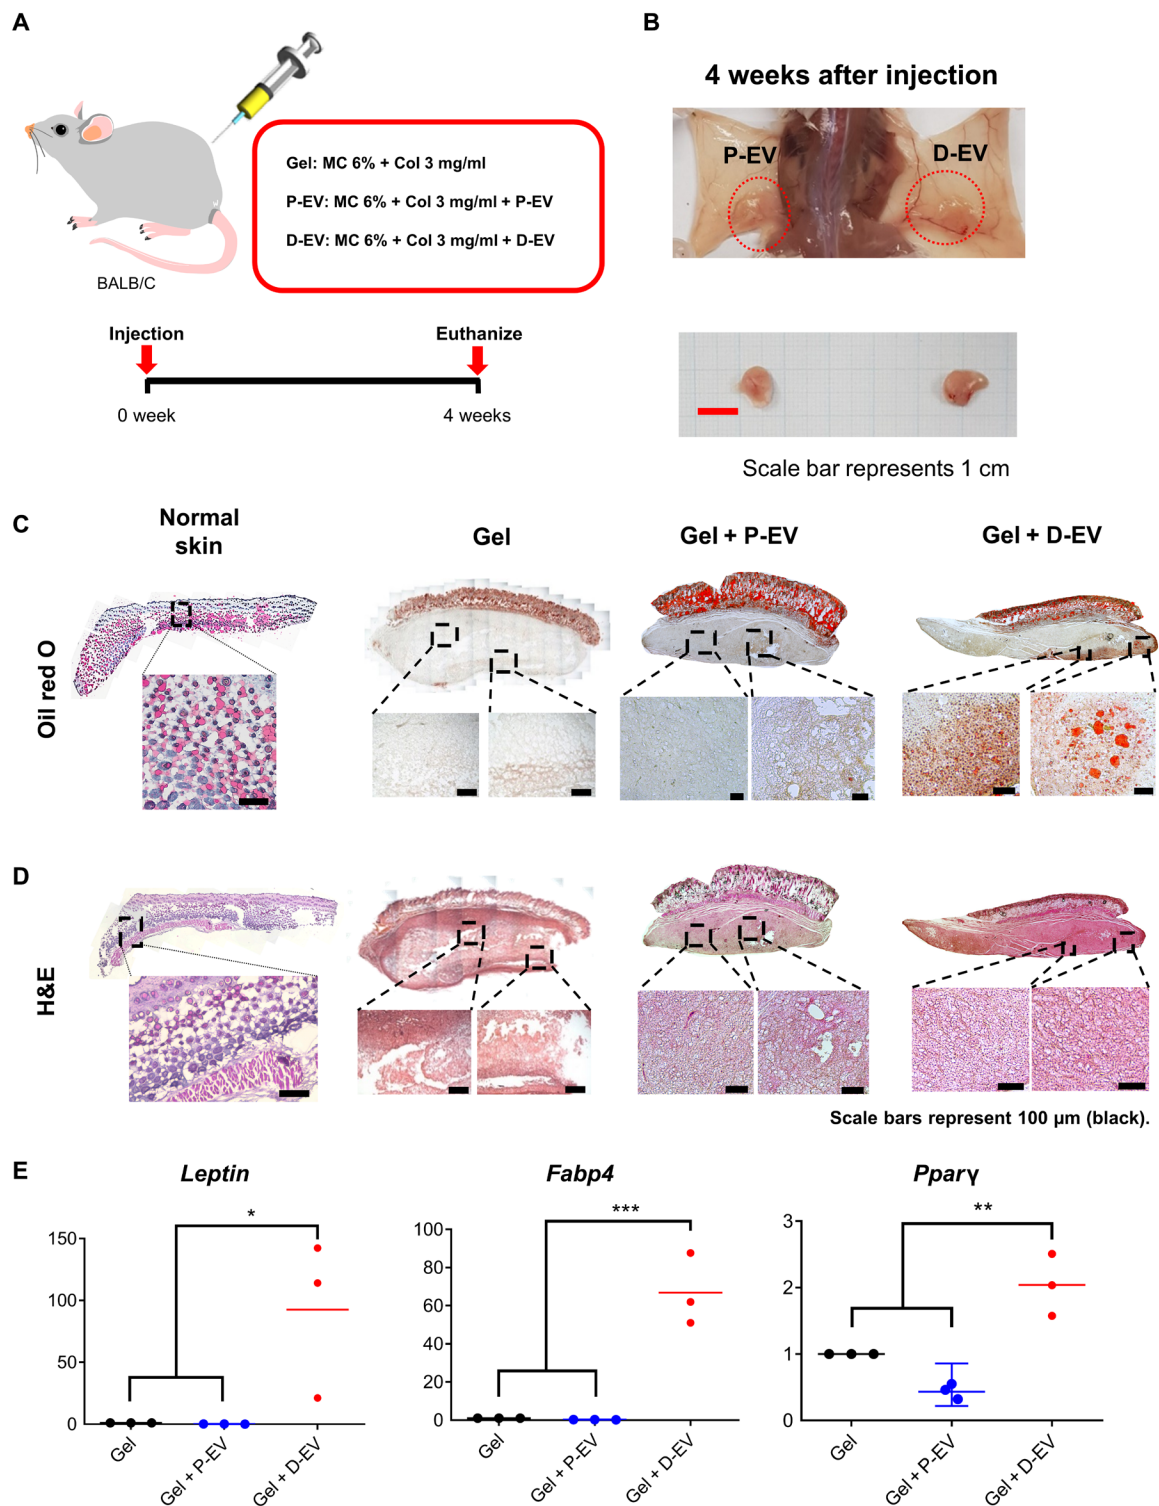 A
Gel: MC 6% + Col 3 mg/ml
P-EV: MC 6% + Col 3 mg/ml + P-EV
D-EV: MC 6% + Col 3 mg/ml + D-EV
BALB/C
Injection
Euthanize
0 week
4 weeks
B
4 weeks after injection
P-EV
D-EV
Scale bar represents 1 cm
C
Normal
skin
Gel
Gel + P-EV
Gel + D-EV
Oil red O
D
H&E
Scale bars represent 100 µm (black).
E
Leptin
*
150
100
50
0
Gel
Gel + P-EV
Gel + D-EV
Fabp4
***
100
80
60
40
20
0
Gel
Gel + P-EV
Gel + D-EV
Pparγ
**
3
2
1
0
Gel
Gel + P-EV
Gel + D-EV